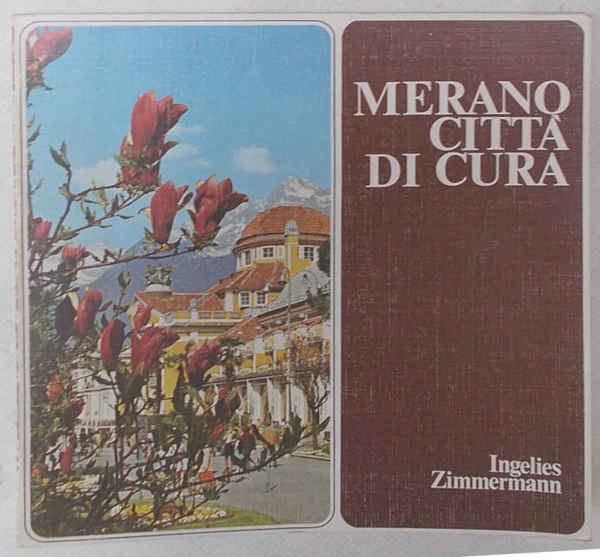 MERANO
CITTÀ
DI CURA
Ingelies
Zimmermann